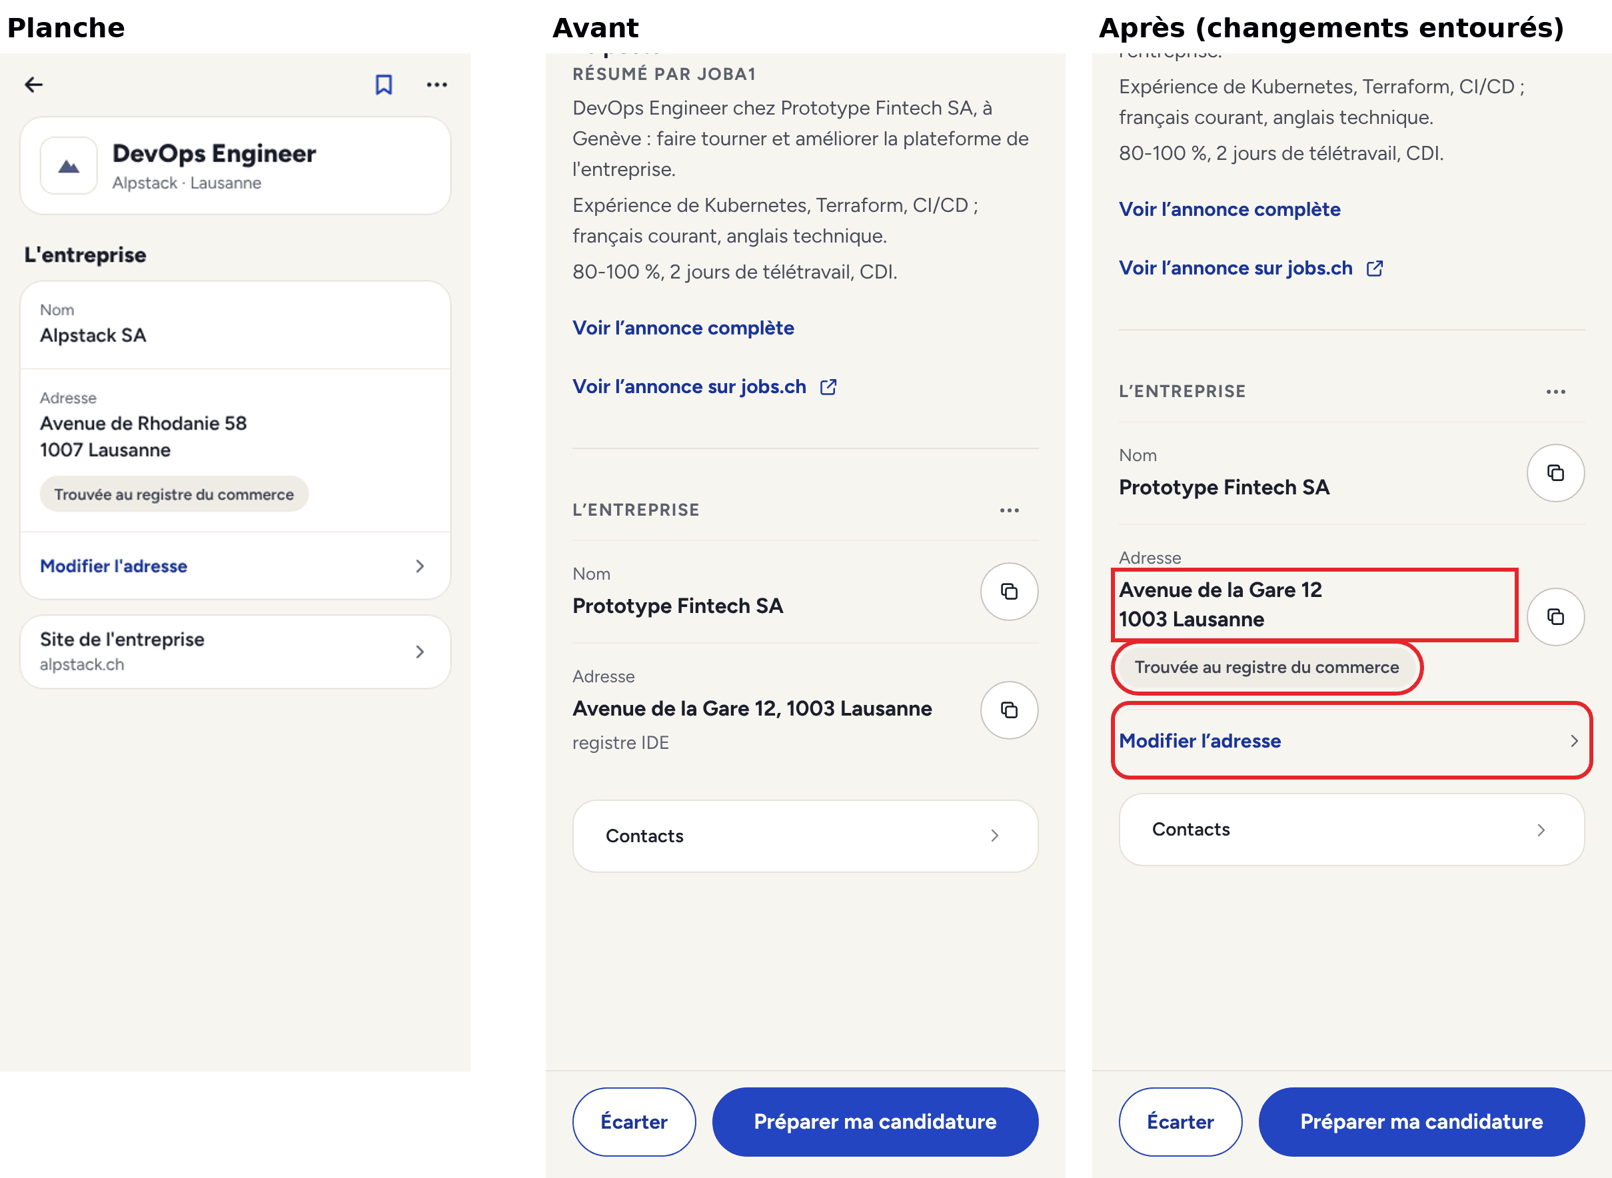 Planche
DevOps Engineer
Alpstack · Lausanne
L'entreprise
Nom
Alpstack SA
Adresse
Avenue de Rhodanie 58
1007 Lausanne
Trouvée au registre du commerce
Modifier l'adresse
Site de l'entreprise
alpstack.ch
Avant
RÉSUMÉ PAR JOBA1
DevOps Engineer chez Prototype Fintech SA, à
Genève : faire tourner et améliorer la plateforme de
l'entreprise.
Expérience de Kubernetes, Terraform, CI/CD ;
français courant, anglais technique.
80-100 %, 2 jours de télétravail, CDI.
Voir l’annonce complète
Voir l’annonce sur jobs.ch
L’ENTREPRISE
Nom
Prototype Fintech SA
Adresse
Avenue de la Gare 12, 1003 Lausanne
registre IDE
Contacts
Écarter
Préparer ma candidature
Après (changements entourés)
l'entreprise.
Expérience de Kubernetes, Terraform, CI/CD ;
français courant, anglais technique.
80-100 %, 2 jours de télétravail, CDI.
Voir l’annonce complète
Voir l’annonce sur jobs.ch
L’ENTREPRISE
Nom
Prototype Fintech SA
Adresse
Avenue de la Gare 12
1003 Lausanne
Trouvée au registre du commerce
Modifier l’adresse
Contacts
Écarter
Préparer ma candidature